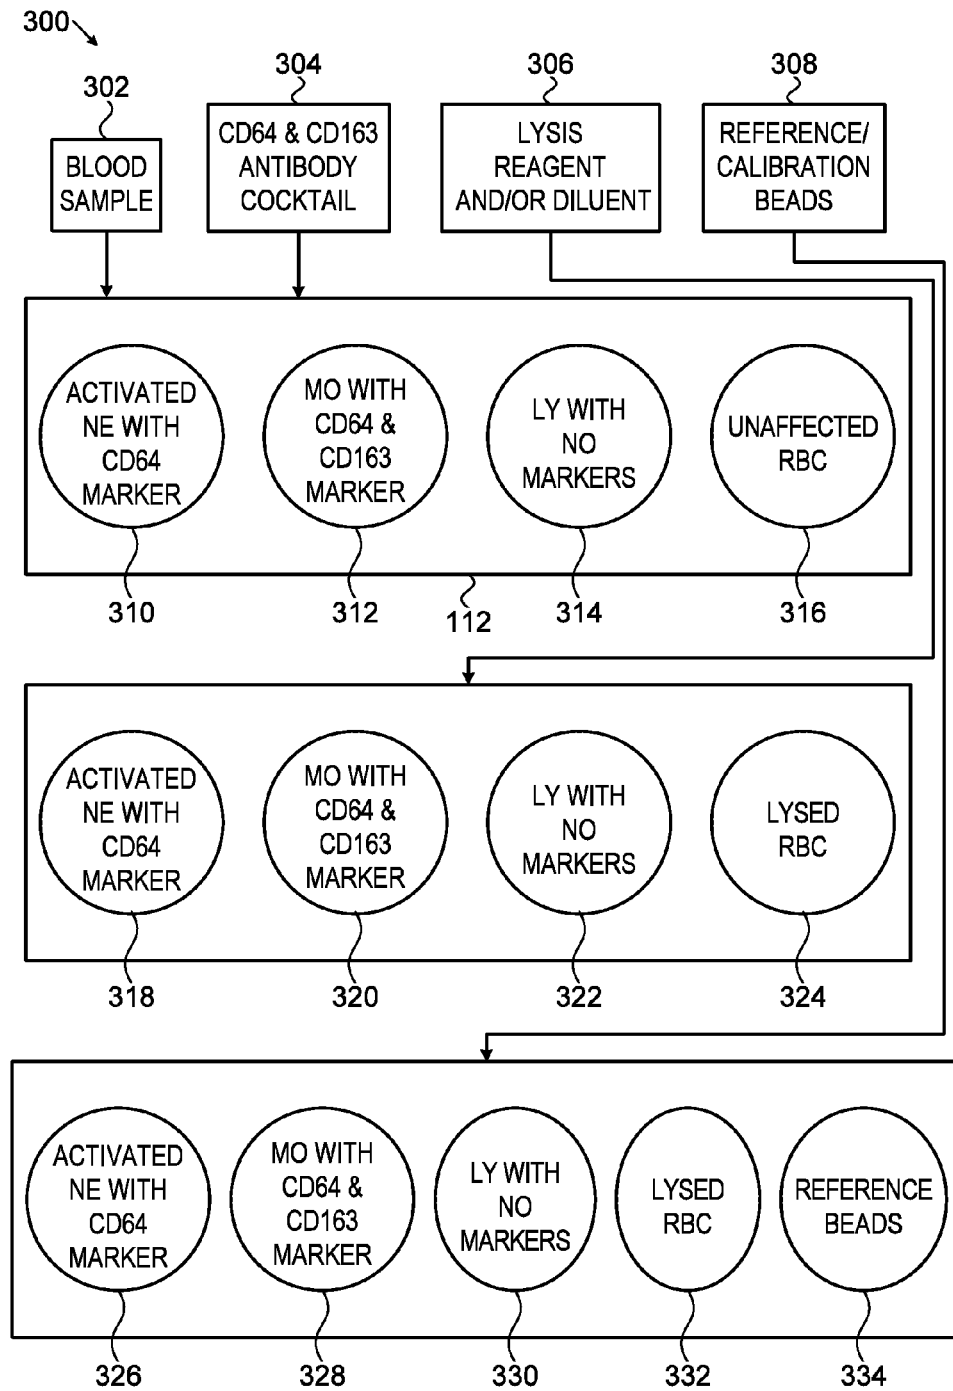 300
302
304
306
308
BLOOD
SAMPLE
CD64 & CD163
ANTIBODY
COCKTAIL
LYSIS
REAGENT
AND/OR DILUENT
REFERENCE/
CALIBRATION
BEADS
ACTIVATED
NE WITH
CD64
MARKER
MO WITH
CD64 &
CD163
MARKER
LY WITH
NO
MARKERS
UNAFFECTED
RBC
310
312
112
314
316
ACTIVATED
NE WITH
CD64
MARKER
MO WITH
CD64 &
CD163
MARKER
LY WITH
NO
MARKERS
LYSED
RBC
318
320
322
324
ACTIVATED
NE WITH
CD64
MARKER
MO WITH
CD64 &
CD163
MARKER
LY WITH
NO
MARKERS
LYSED
RBC
REFERENCE
BEADS
326
328
330
332
334